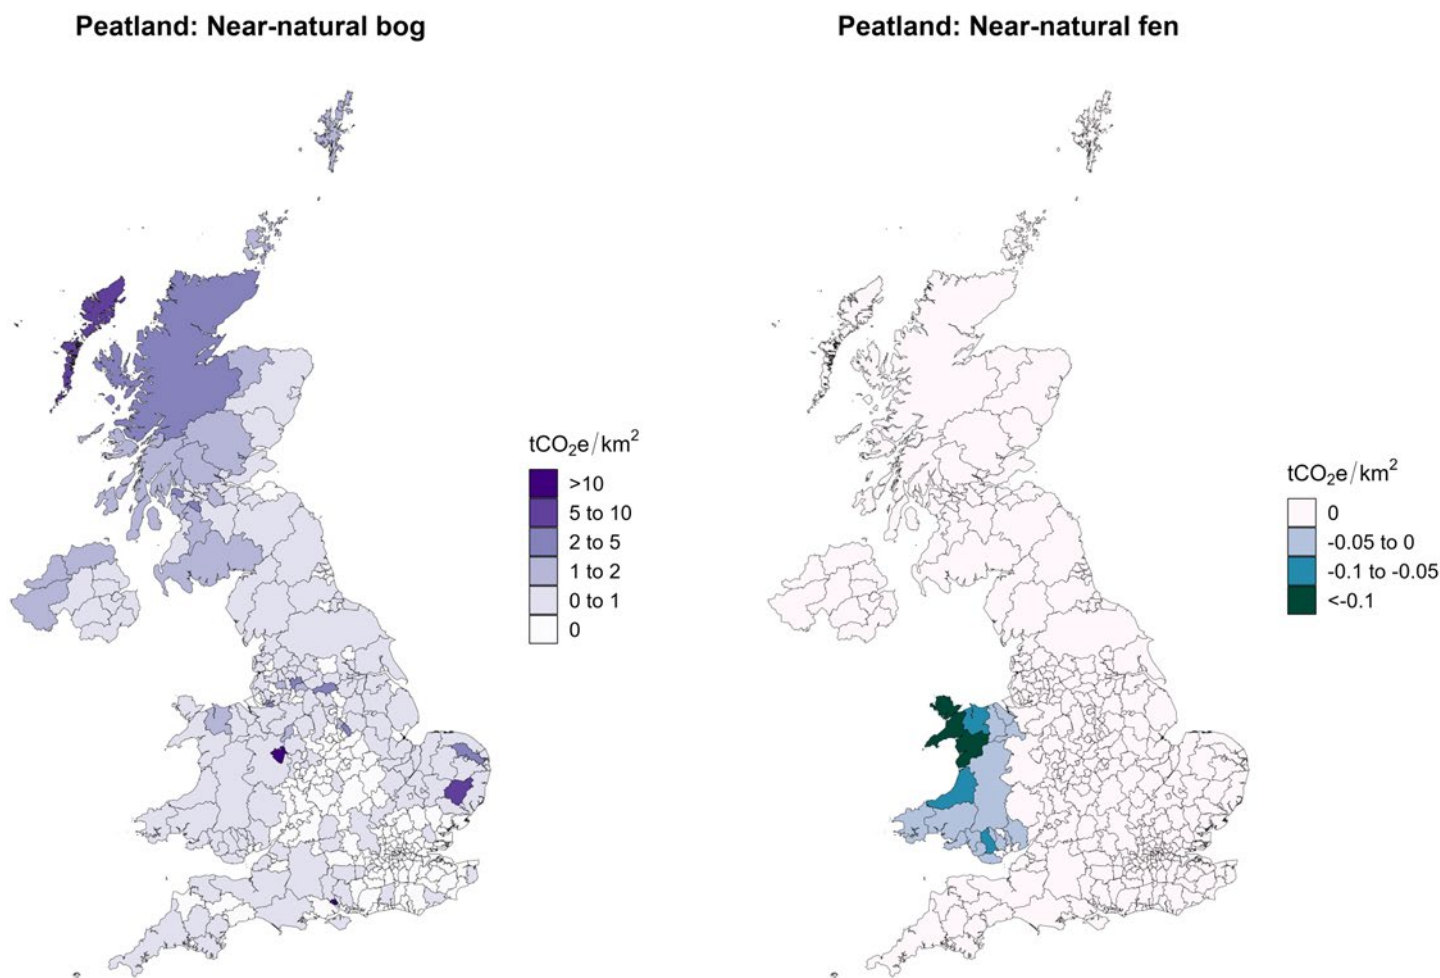 Peatland: Near-natural bog
Peatland: Near-natural fen
tCO₂e/km²
>10
5 to 10
2 to 5
1 to 2
0 to 1
0
tCO₂e/km²
0
-0.05 to 0
-0.1 to -0.05
<-0.1